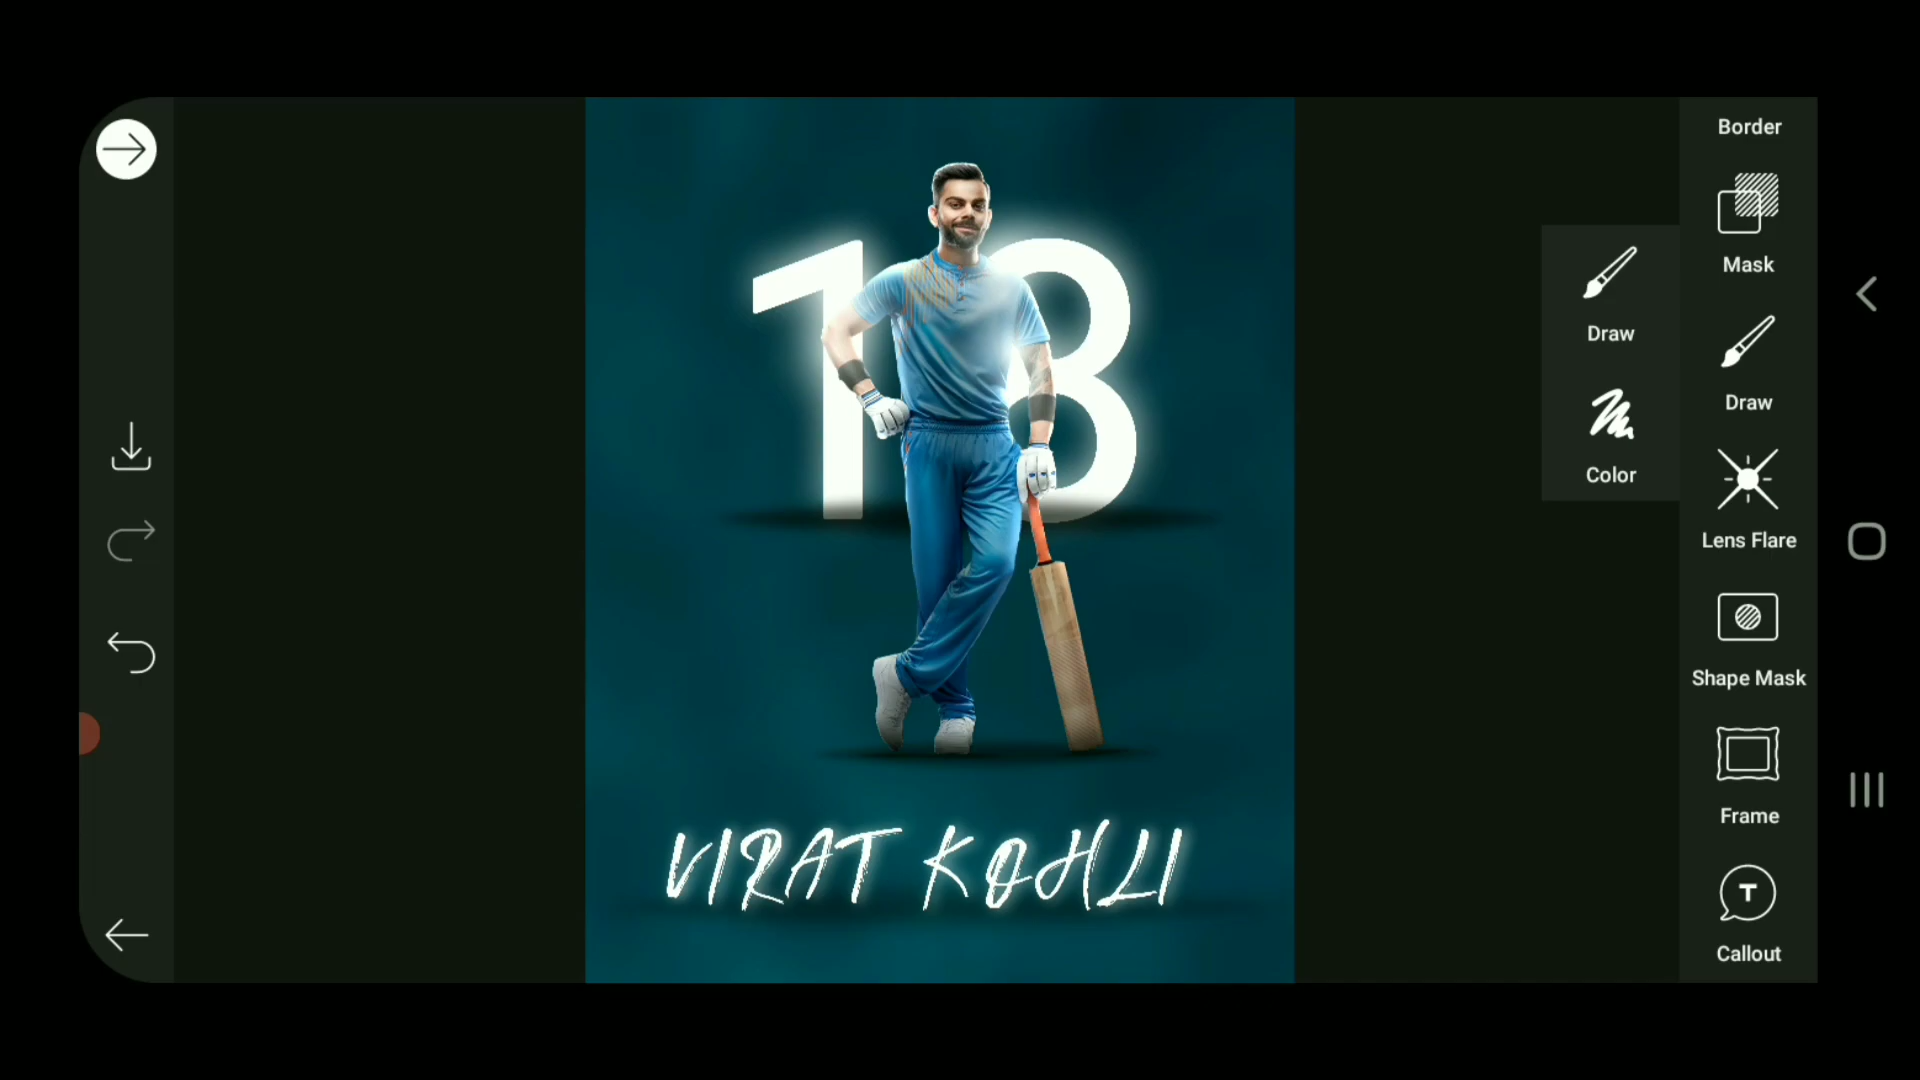 18
VIRAT KOHLI
Draw
Color
Border
Mask
Draw
Lens Flare
Shape Mask
Frame
T
Callout